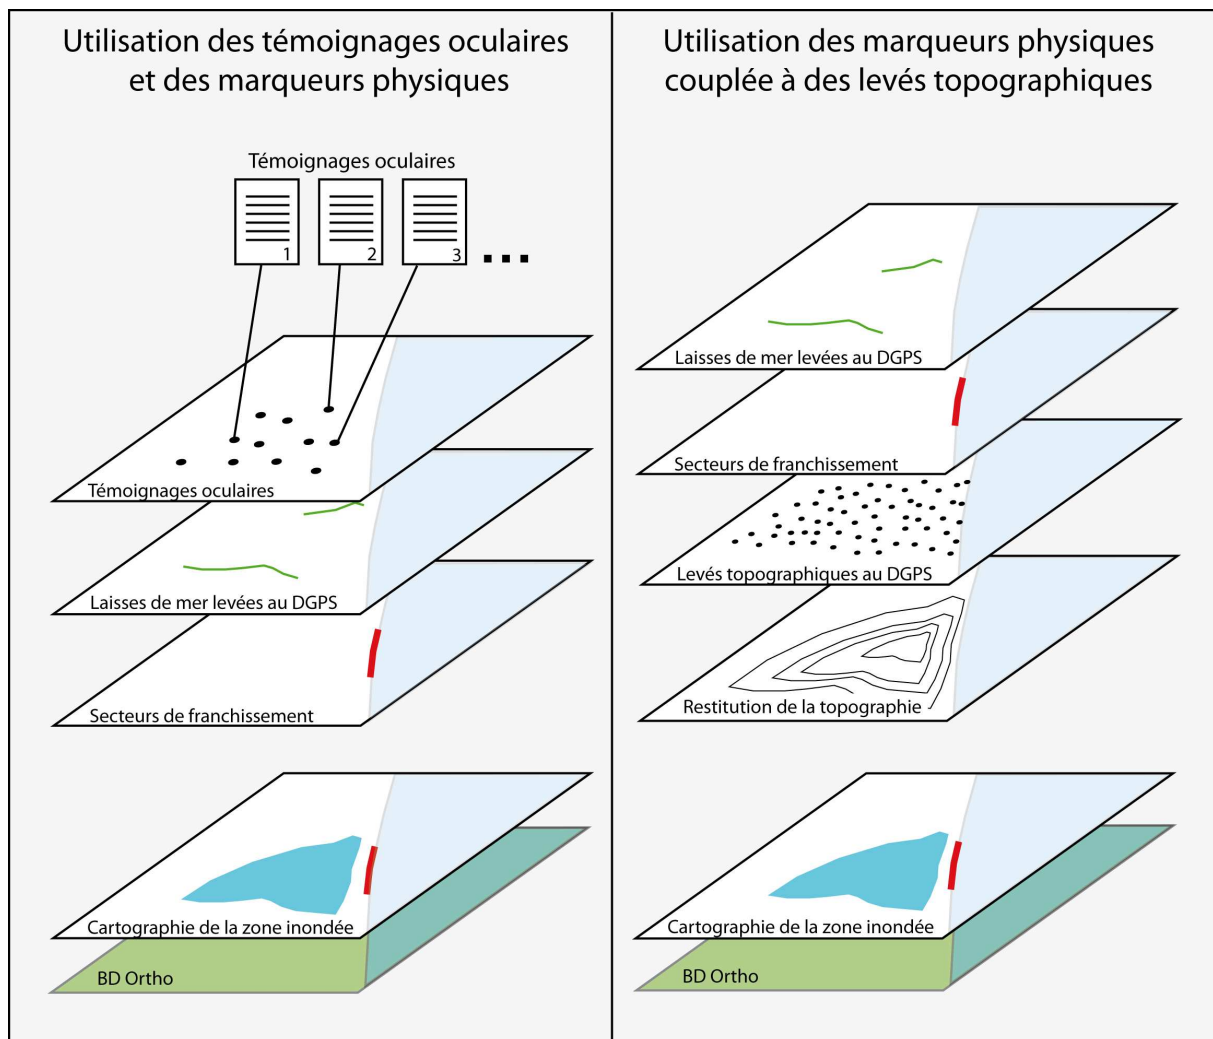 Utilisation des témoignages oculaires
et des marqueurs physiques
Témoignages oculaires
1
2
3
...
Témoignages oculaires
Laisses de mer levées au DGPS
Secteurs de franchissement
Cartographie de la zone inondée
BD Ortho
Utilisation des marqueurs physiques
couplée à des levés topographiques
Laisses de mer levées au DGPS
Secteurs de franchissement
Levés topographiques au DGPS
Restitution de la topographie
Cartographie de la zone inondée
BD Ortho